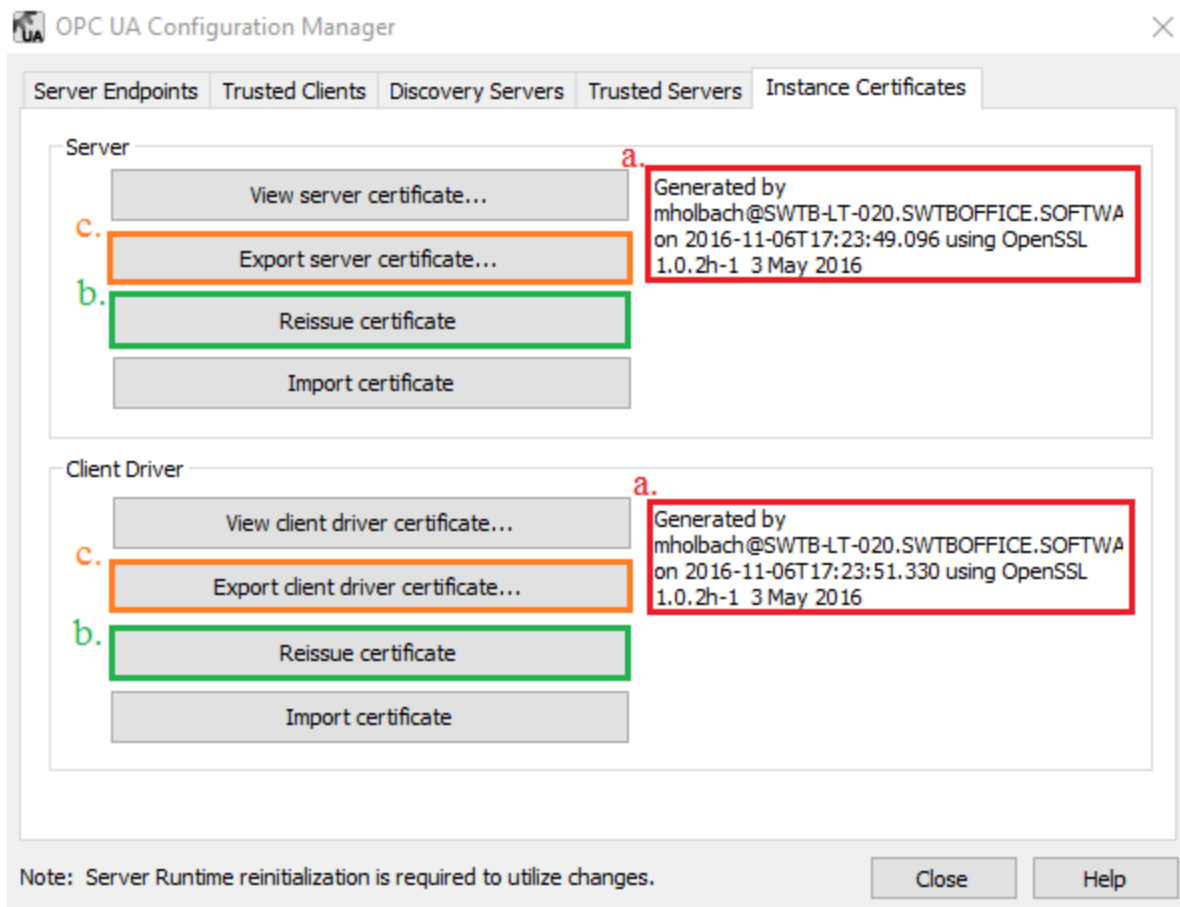 OPC UA Configuration Manager
Server Endpoints Trusted Clients Discovery Servers Trusted Servers Instance Certificates
Server
a.
View server certificate...
Generated by
mholbach@SWTB-LT-020.SWTBOFFICE.SOFTWA
on 2016-11-06T17:23:49.096 using OpenSSL
1.0.2h-1 3 May 2016
c.
Export server certificate...
b.
Reissue certificate
Import certificate
Client Driver
a.
View client driver certificate...
Generated by
mholbach@SWTB-LT-020.SWTBOFFICE.SOFTWA
on 2016-11-06T17:23:51.330 using OpenSSL
1.0.2h-1 3 May 2016
c.
Export client driver certificate...
b.
Reissue certificate
Import certificate
Note: Server Runtime reinitialization is required to utilize changes.
Close Help